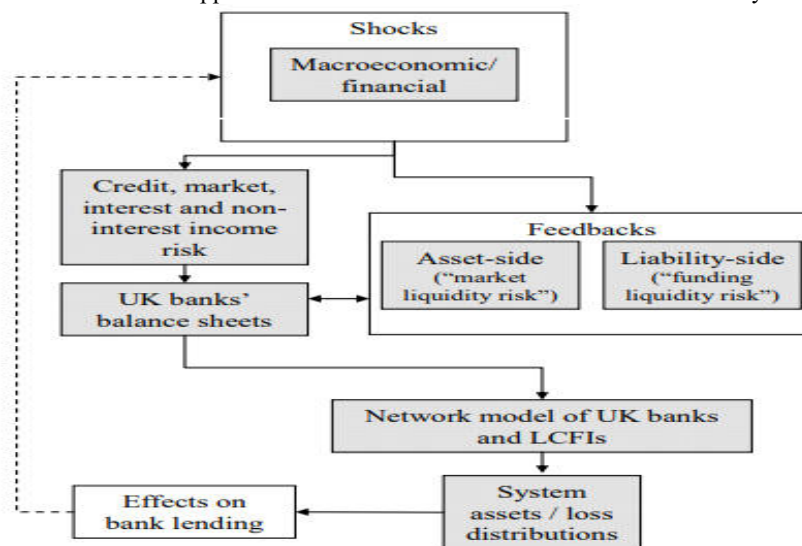 Shocks
Macroeconomic/
financial
Credit, market,
interest and non-
interest income
risk
Feedbacks
Asset-side
(“market
liquidity risk”)
Liability-side
(“funding
liquidity risk”)
UK banks’
balance sheets
Network model of UK banks
and LCFIs
Effects on
bank lending
System
assets / loss
distributions